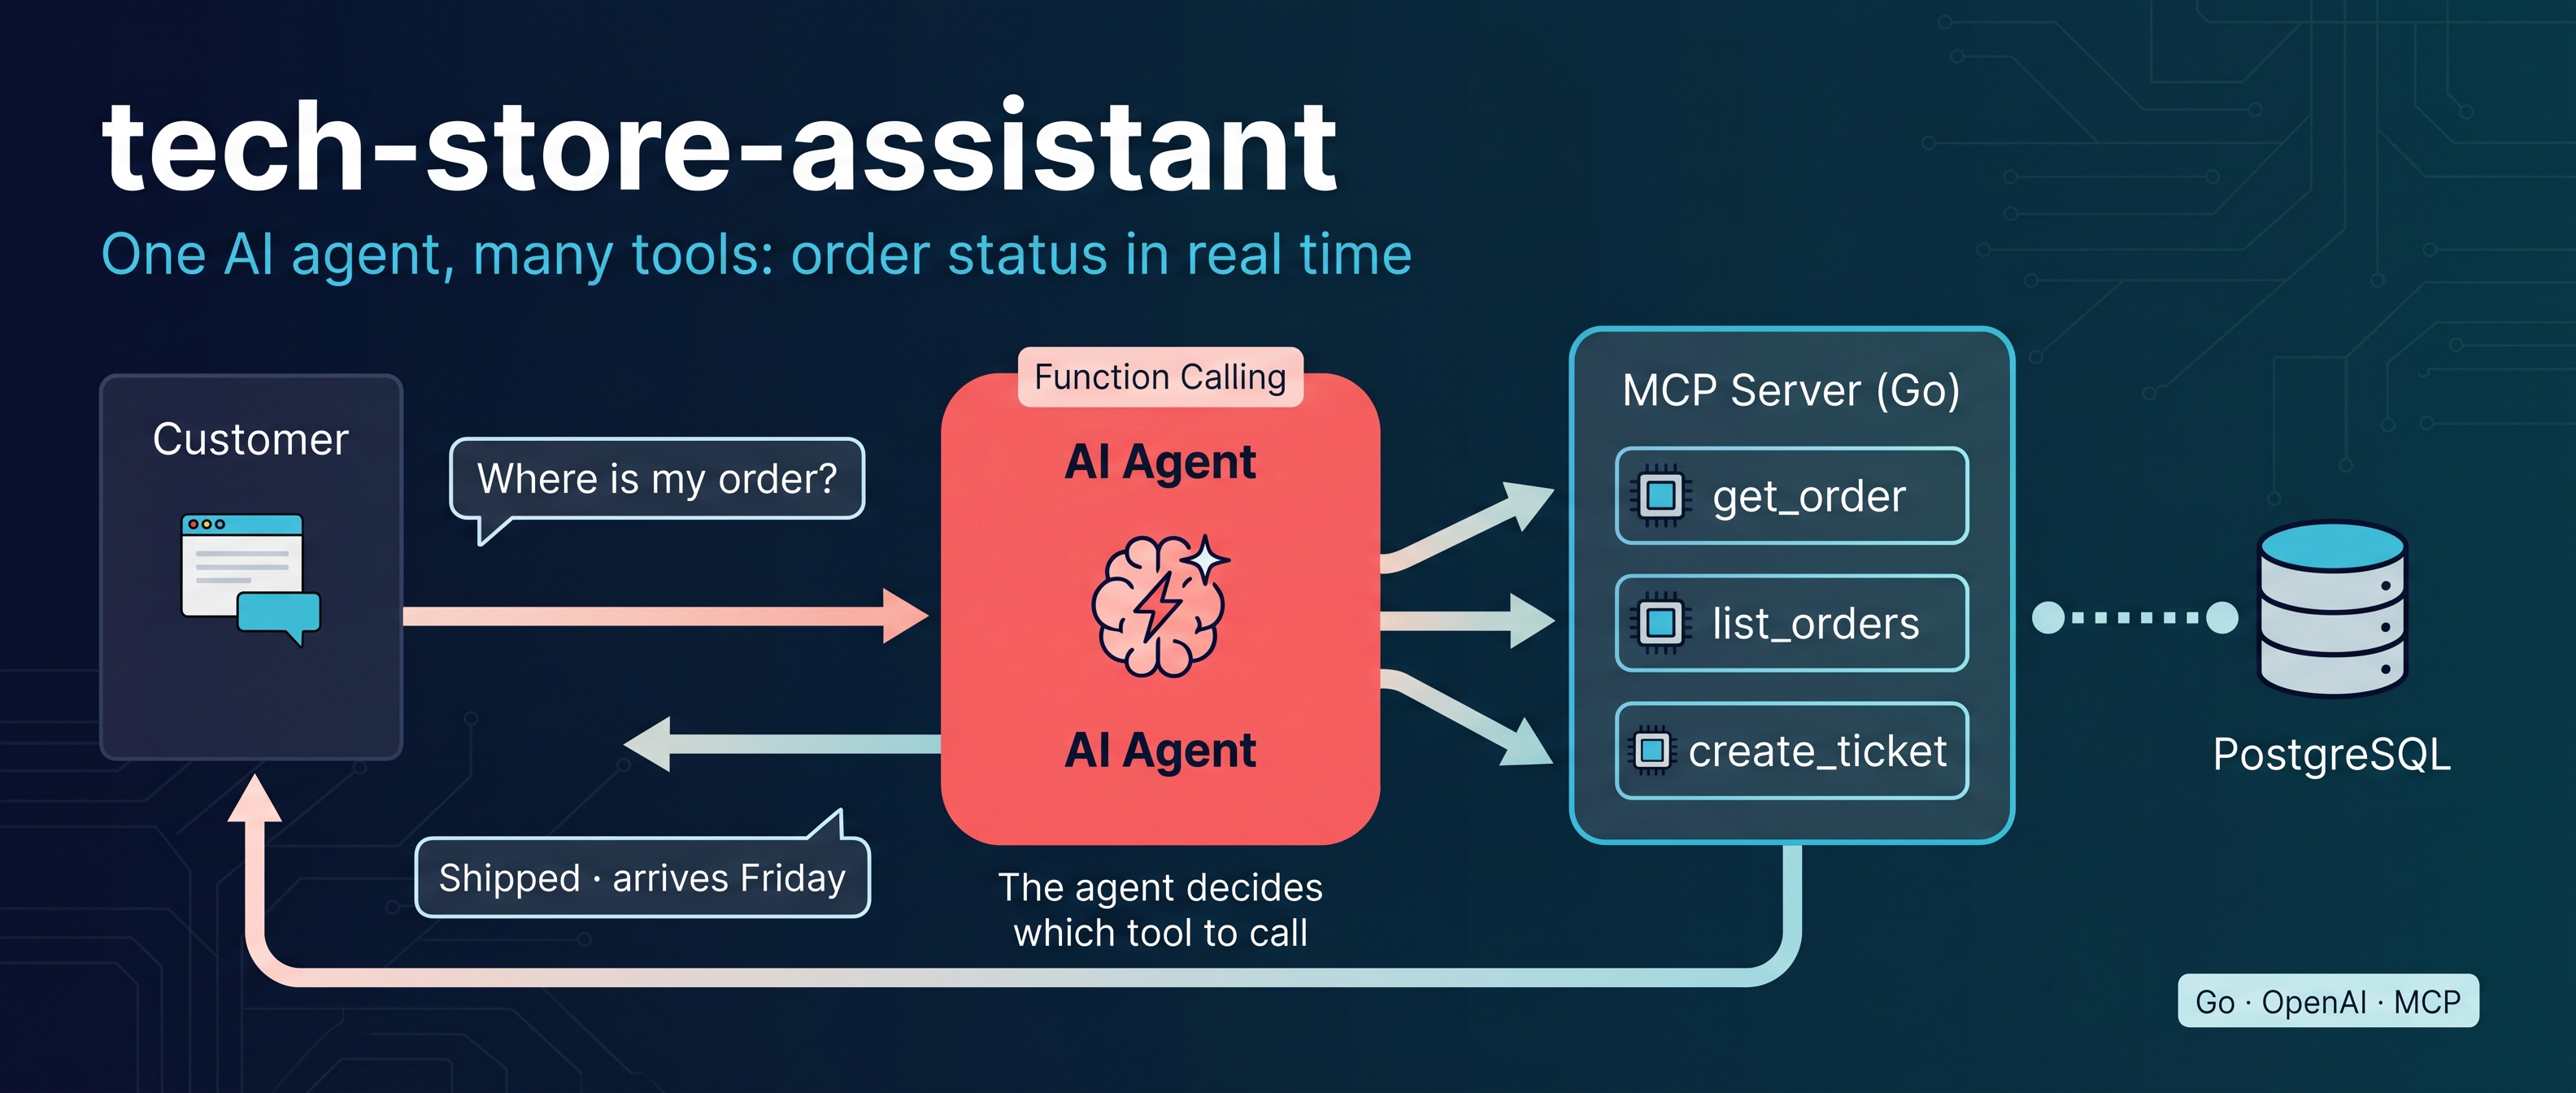 tech-store-assistant
One AI agent, many tools: order status in real time
Customer
Where is my order?
Function Calling
AI Agent
AI Agent
The agent decides
which tool to call
Shipped · arrives Friday
MCP Server (Go)
get_order
list_orders
create_ticket
PostgreSQL
Go · OpenAI · MCP